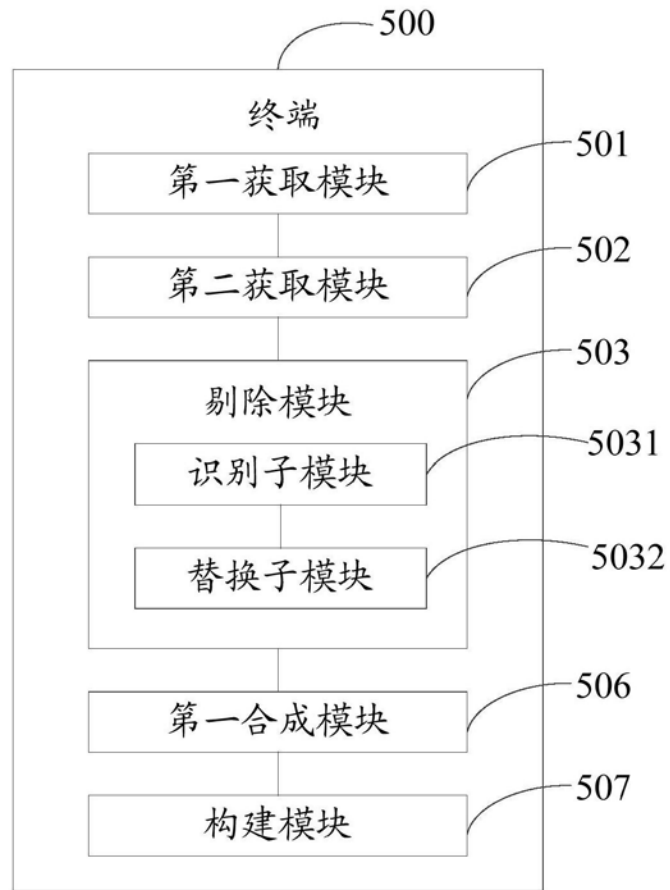 500
终端
501
第一获取模块
502
第二获取模块
503
剔除模块
5031
识别子模块
5032
替换子模块
506
第一合成模块
507
构建模块